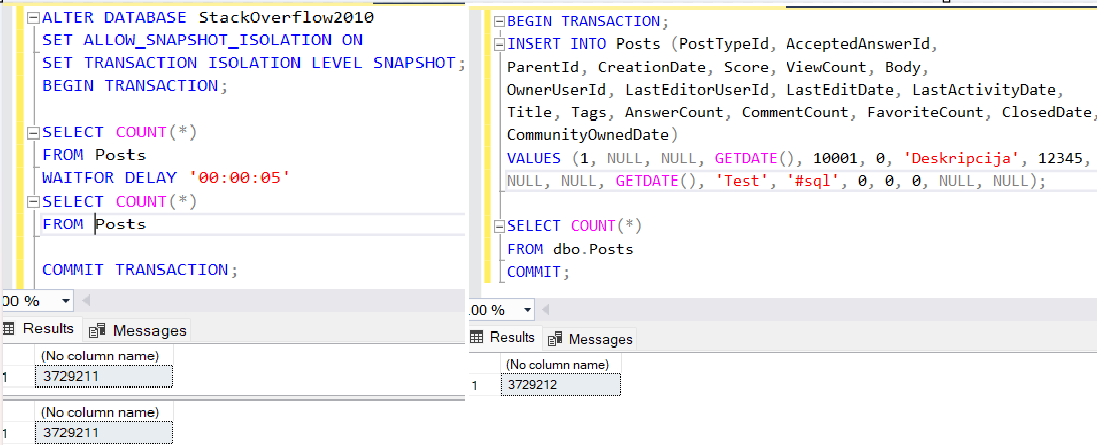 ALTER DATABASE StackOverflow2010
SET ALLOW_SNAPSHOT_ISOLATION ON
SET TRANSACTION ISOLATION LEVEL SNAPSHOT;
BEGIN TRANSACTION;
SELECT COUNT(*)
FROM Posts
WAITFOR DELAY '00:00:05'
SELECT COUNT(*)
FROM Posts
COMMIT TRANSACTION;
00 %
Results Messages
(No column name)
1 3729211
(No column name)
1 3729211
BEGIN TRANSACTION;
INSERT INTO Posts (PostTypeId, AcceptedAnswerId,
ParentId, CreationDate, Score, ViewCount, Body,
OwnerUserId, LastEditorUserId, LastEditDate, LastActivityDate,
Title, Tags, AnswerCount, CommentCount, FavoriteCount, ClosedDate,
CommunityOwnedDate)
VALUES (1, NULL, NULL, GETDATE(), 10001, 0, 'Deskripcija', 12345,
NULL, NULL, GETDATE(), 'Test', '#sql', 0, 0, 0, NULL, NULL);
SELECT COUNT(*)
FROM dbo.Posts
COMMIT;
.00 %
Results Messages
(No column name)
1 3729212